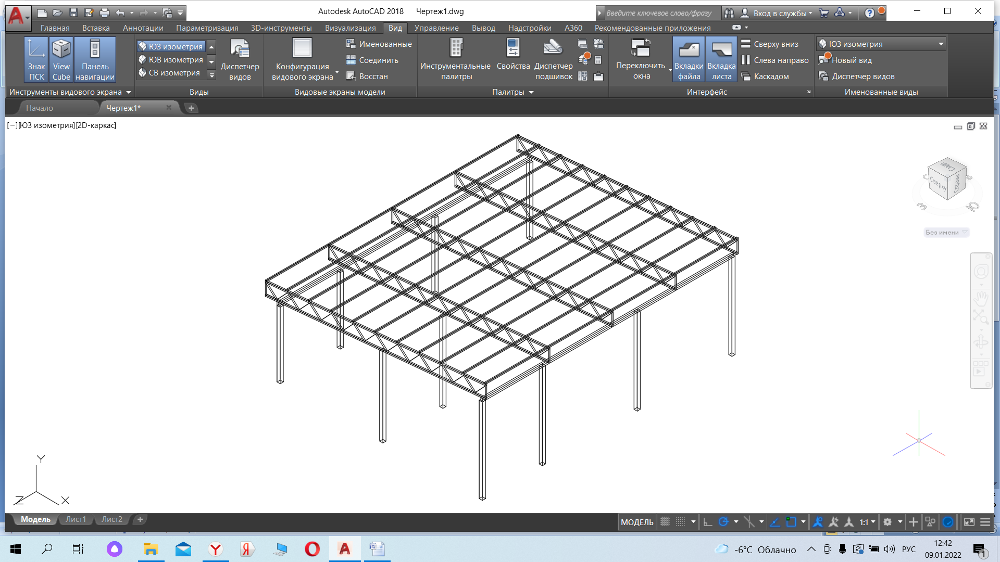 Autodesk AutoCAD 2018 Чертеж1.dwg
Введите ключевое слово/фразу
Вход в службы
Главная Вставка Аннотации Параметризация 3D-инструменты Визуализация Вид Управление Вывод Надстройки A360 Рекомендованные приложения
Знак ПСК
View Cube
Панель навигации
Инструменты видового экрана
ЮЗ изометрия
ЮВ изометрия
СВ изометрия
Диспетчер видов
Виды
Конфигурация видового экрана
Именованные
Соединить
Восстан
Видовые экраны модели
Инструментальные палитры
Свойства
Диспетчер подшивок
Палитры
Переключить окна
Вкладки файла
Вкладка листа
Сверху вниз
Слева направо
Каскадом
Интерфейс
ЮЗ изометрия
Новый вид
Диспетчер видов
Именованные виды
Начало
Чертеж1*
[−][ЮЗ изометрия][2D-каркас]
Сверху
Справа
З
Ю
Без имени
Y
Z
X
Модель Лист1 Лист2
МОДЕЛЬ
1:1
-6°C Облачно
РУС
12:42
09.01.2022
1